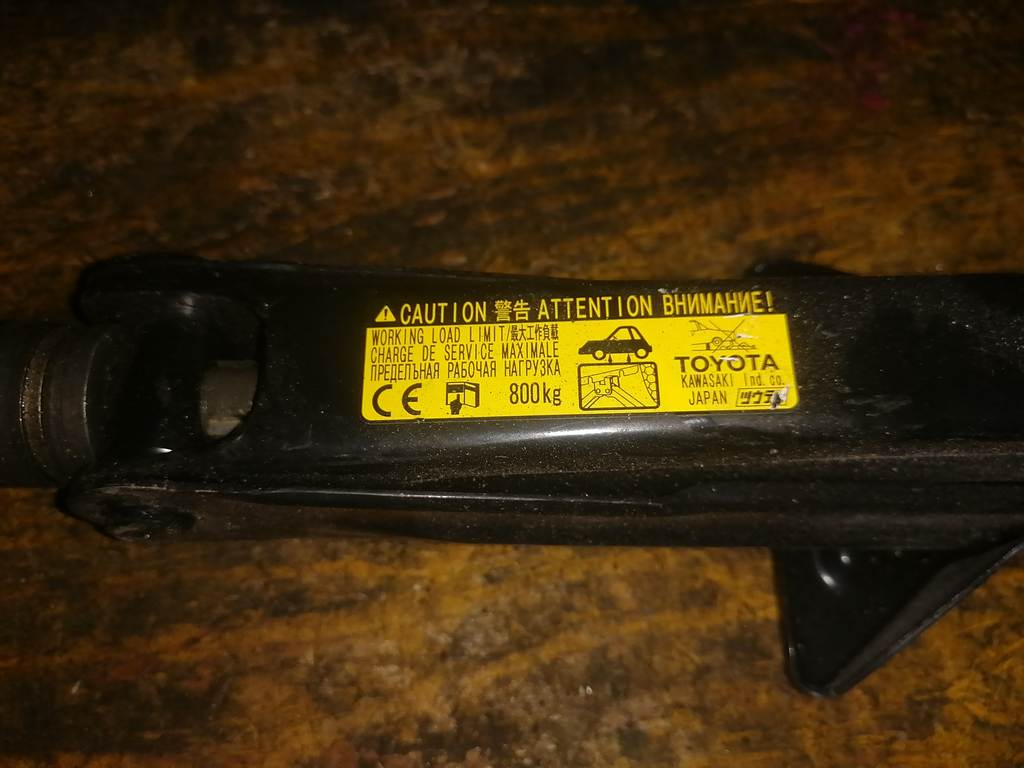 CAUTION 警告 ATTENTION ВНИМАНИЕ!
WORKING LOAD LIMIT/最大工作負載
CHARGE DE SERVICE MAXIMALE
ПРЕДЕЛЬНАЯ РАБОЧАЯ НАГРУЗКА
CE 800kg
TOYOTA
KAWASAKI Ind. co.
JAPAN